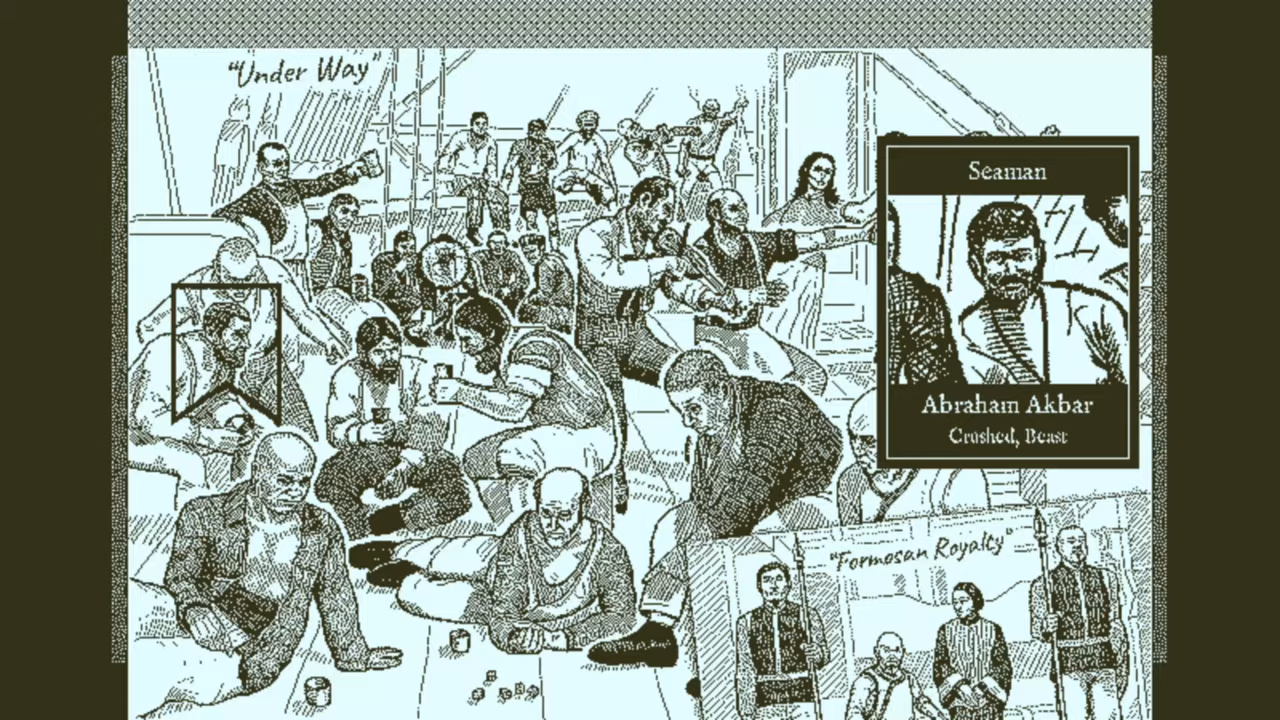 "Under Way"
Seaman
Abraham Akbar
Crushed, Beast
"Formosan Royalty"